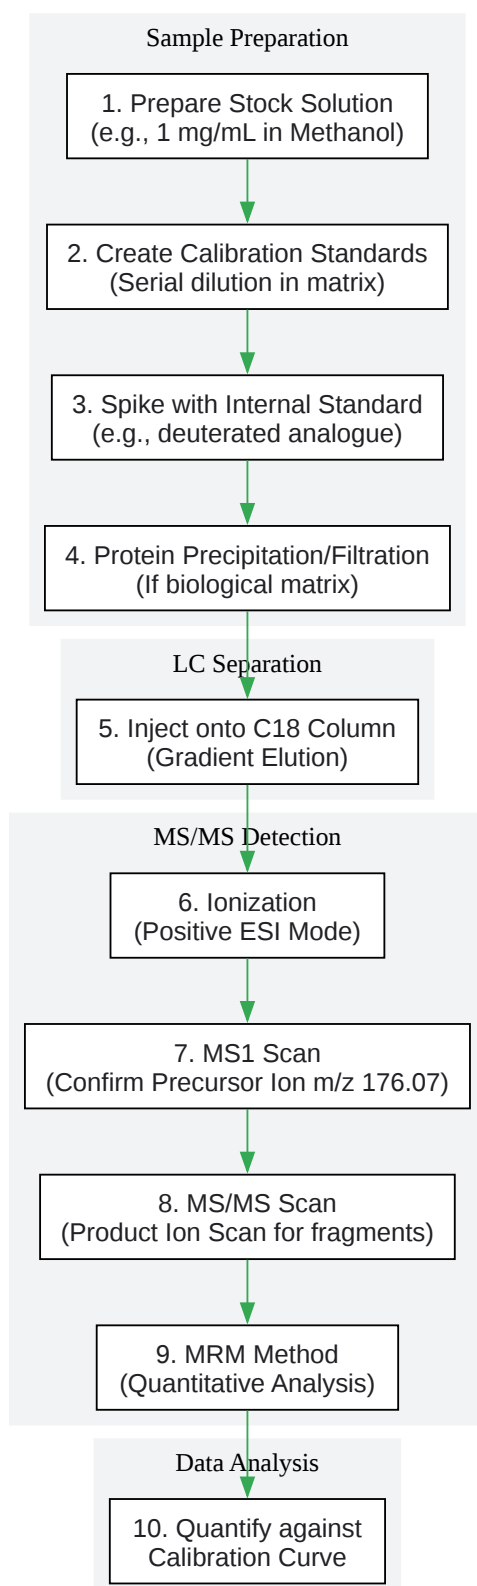 Sample Preparation
1. Prepare Stock Solution
(e.g., 1 mg/mL in Methanol)
2. Create Calibration Standards
(Serial dilution in matrix)
3. Spike with Internal Standard
(e.g., deuterated analogue)
4. Protein Precipitation/Filtration
(If biological matrix)
LC Separation
5. Inject onto C18 Column
(Gradient Elution)
MS/MS Detection
6. Ionization
(Positive ESI Mode)
7. MS1 Scan
(Confirm Precursor Ion m/z 176.07)
8. MS/MS Scan
(Product Ion Scan for fragments)
9. MRM Method
(Quantitative Analysis)
Data Analysis
10. Quantify against
Calibration Curve